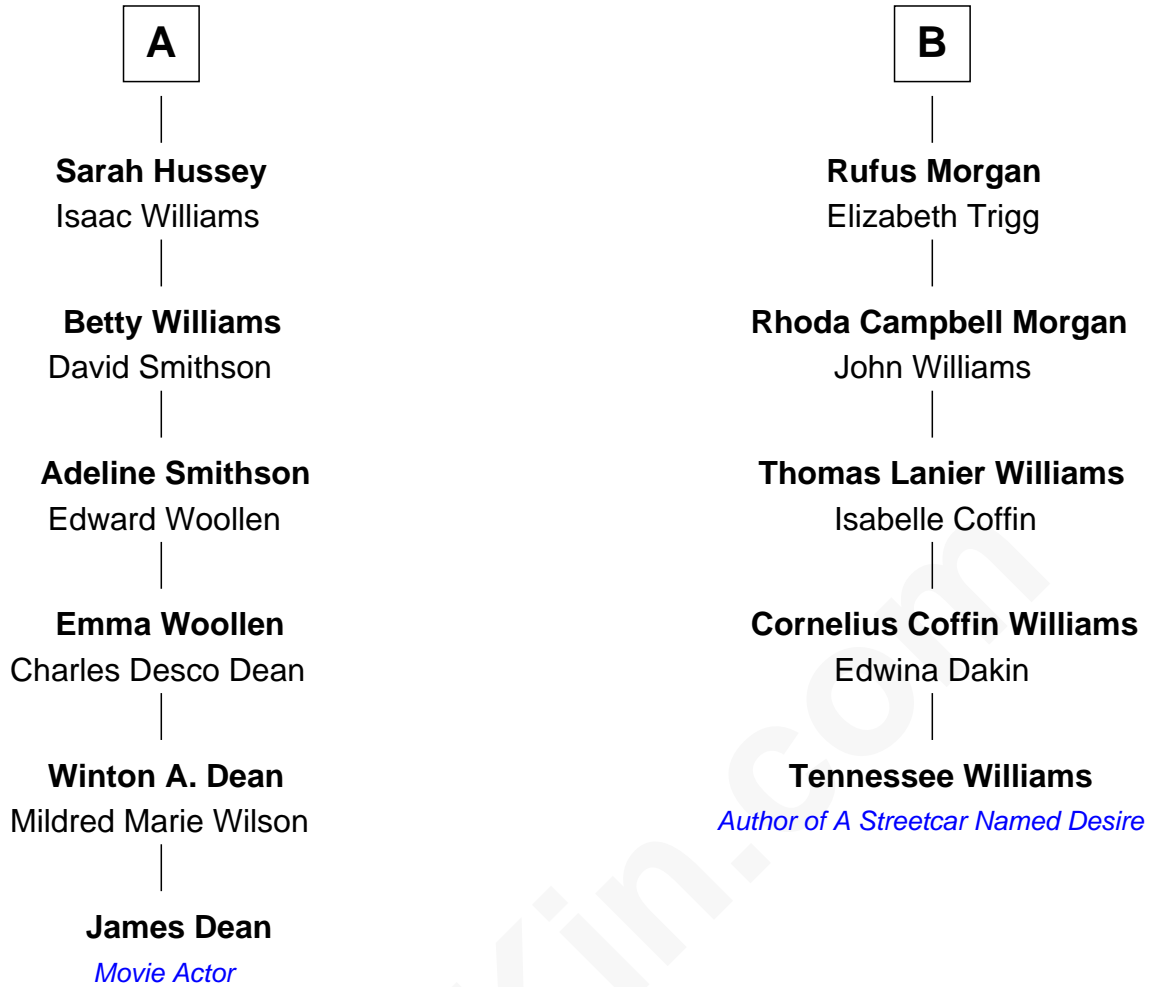 A
Sarah Hussey
Isaac Williams
Betty Williams
David Smithson
Adeline Smithson
Edward Woollen
Emma Woollen
Charles Desco Dean
Winton A. Dean
Mildred Marie Wilson
James Dean
Movie Actor
B
Rufus Morgan
Elizabeth Trigg
Rhoda Campbell Morgan
John Williams
Thomas Lanier Williams
Isabelle Coffin
Cornelius Coffin Williams
Edwina Dakin
Tennessee Williams
Author of A Streetcar Named Desire